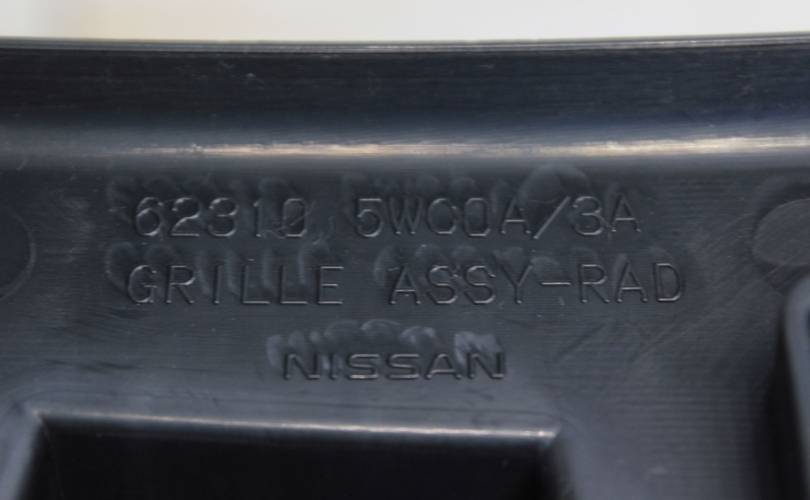 62310 5WC0A/3A
GRILLE ASSY-RAD
NISSAN